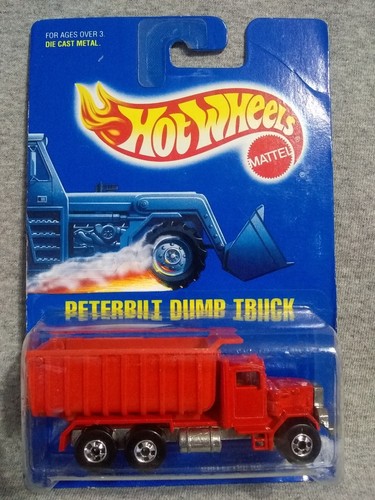 FOR AGES OVER 3.
DIE CAST METAL.
Hot Wheels
MATTEL
PETERBILT DUMP TRUCK